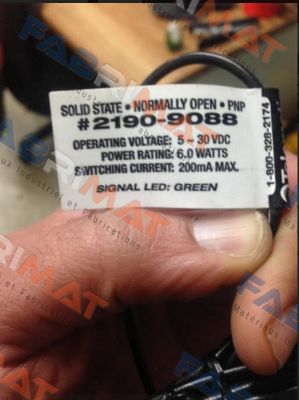 SOLID STATE • NORMALLY OPEN • PNP
#2190-9088
OPERATING VOLTAGE: 5 - 30 VDC
POWER RATING: 6.0 WATTS
SWITCHING CURRENT: 200mA MAX.
SIGNAL LED: GREEN
1-800-328-2174
FABRIMAT